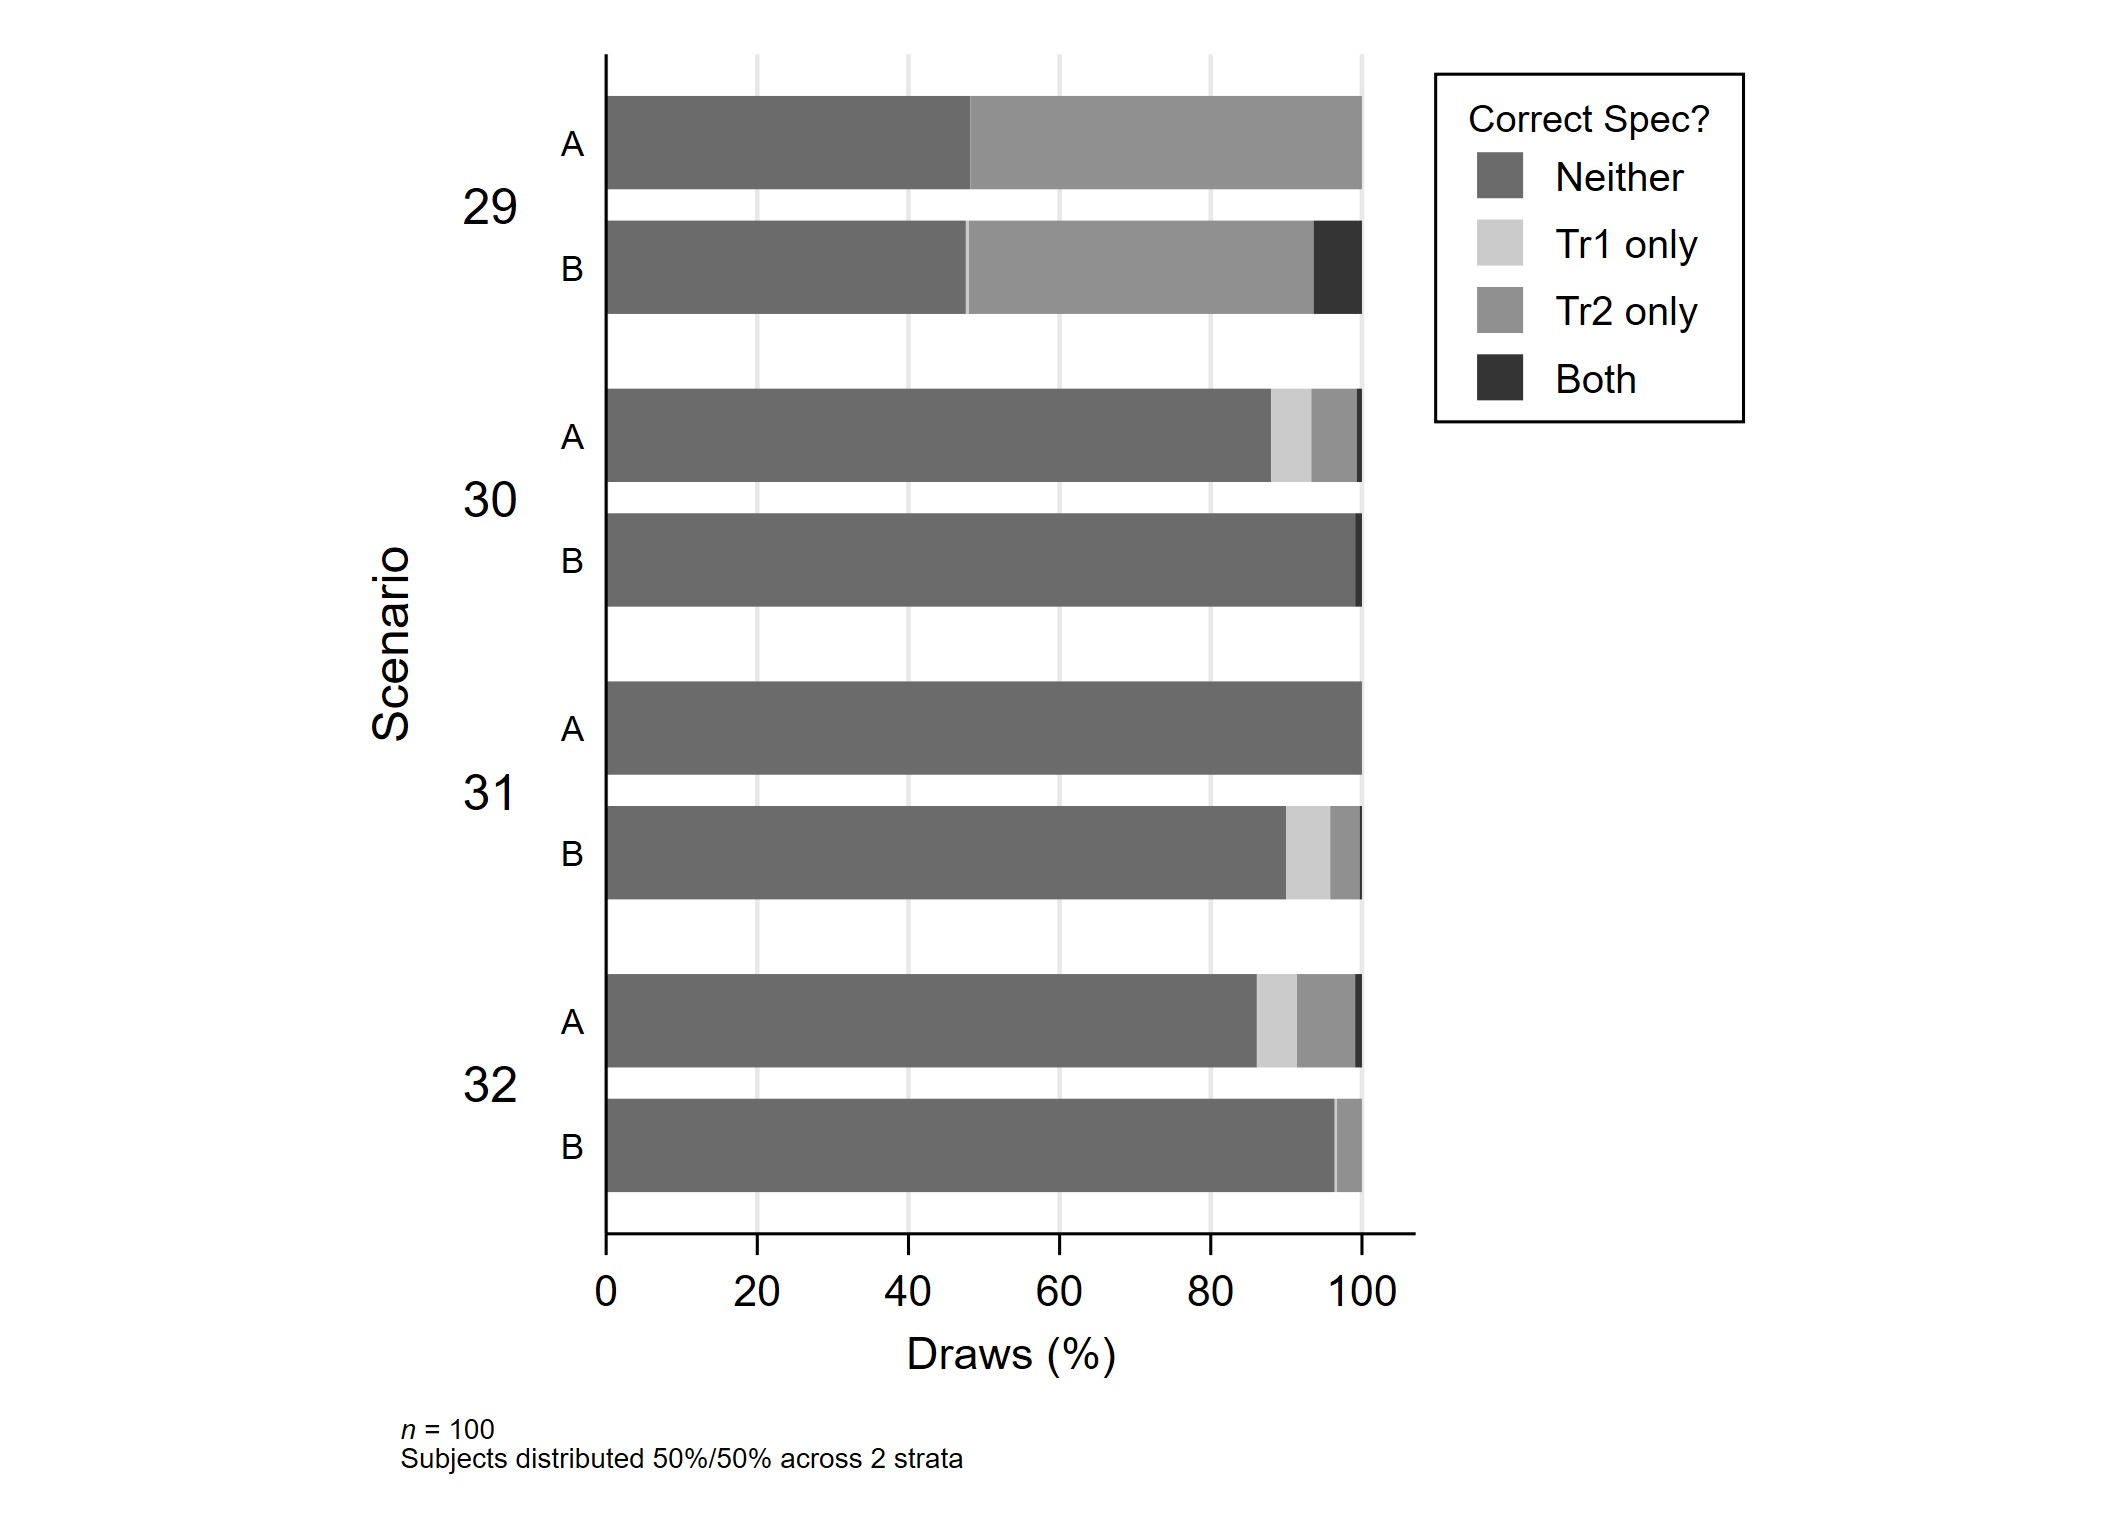 Correct Spec?
Neither
Tr1 only
Tr2 only
Both
Scenario
29
A
B
30
A
B
31
A
B
32
A
B
0 20 40 60 80 100
Draws (%)
n = 100
Subjects distributed 50%/50% across 2 strata